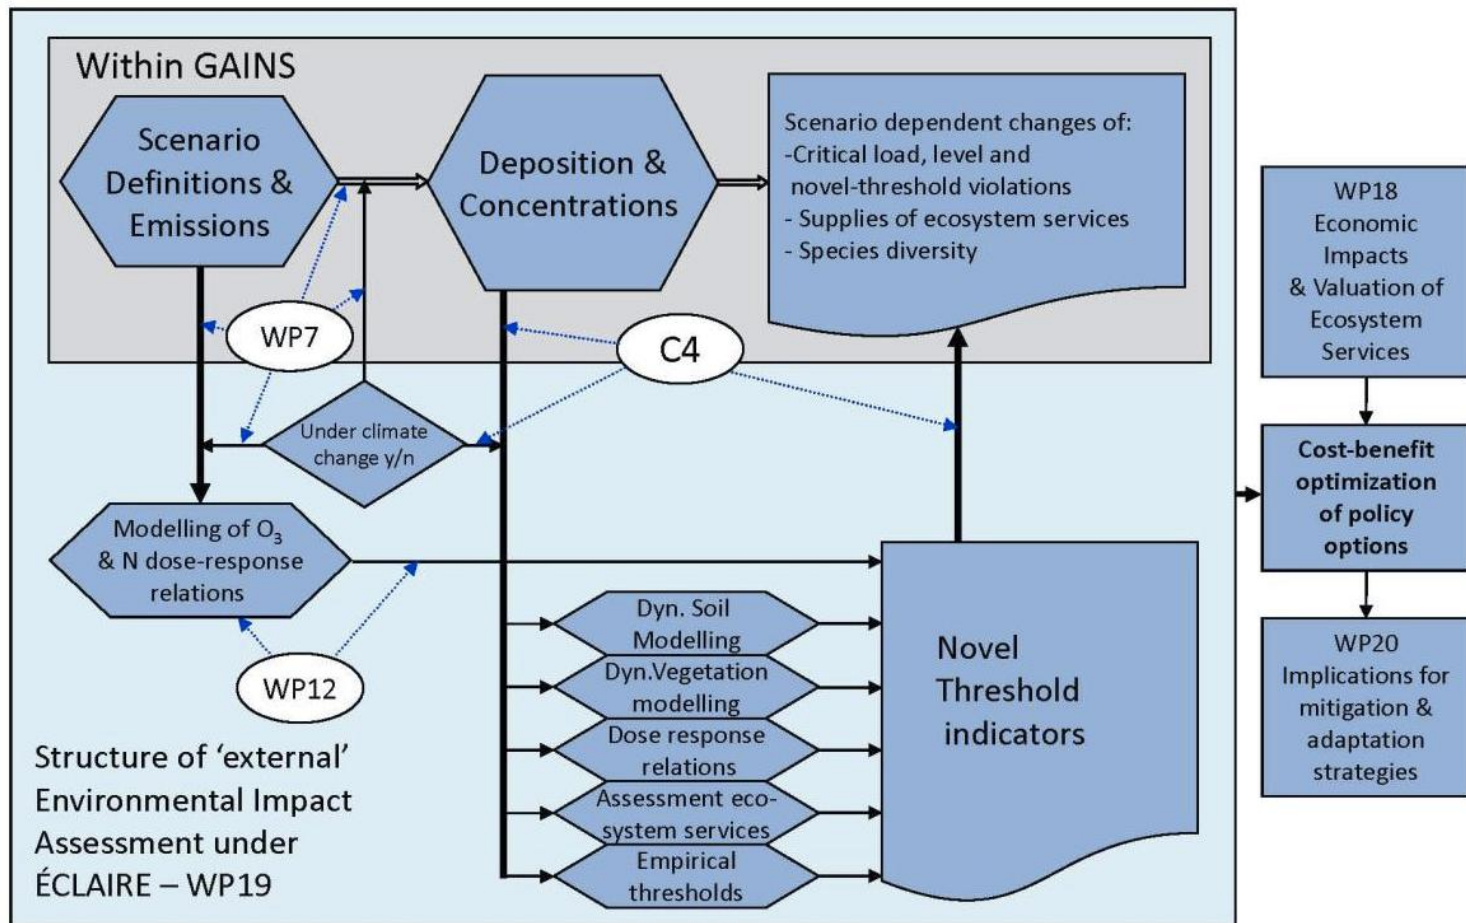 Within GAINS
Scenario
Definitions &
Emissions
Deposition &
Concentrations
Scenario dependent changes of:
-Critical load, level and
novel-threshold violations
- Supplies of ecosystem services
- Species diversity
WP7
C4
Under climate
change y/n
Modelling of O₃
& N dose-response
relations
WP12
Dyn. Soil
Modelling
Dyn.Vegetation
modelling
Dose response
relations
Assessment eco-
system services
Empirical
thresholds
Novel
Threshold
indicators
Structure of ‘external’
Environmental Impact
Assessment under
ÉCLAIRE – WP19
WP18
Economic
Impacts
& Valuation of
Ecosystem
Services
Cost-benefit
optimization
of policy
options
WP20
Implications for
mitigation &
adaptation
strategies